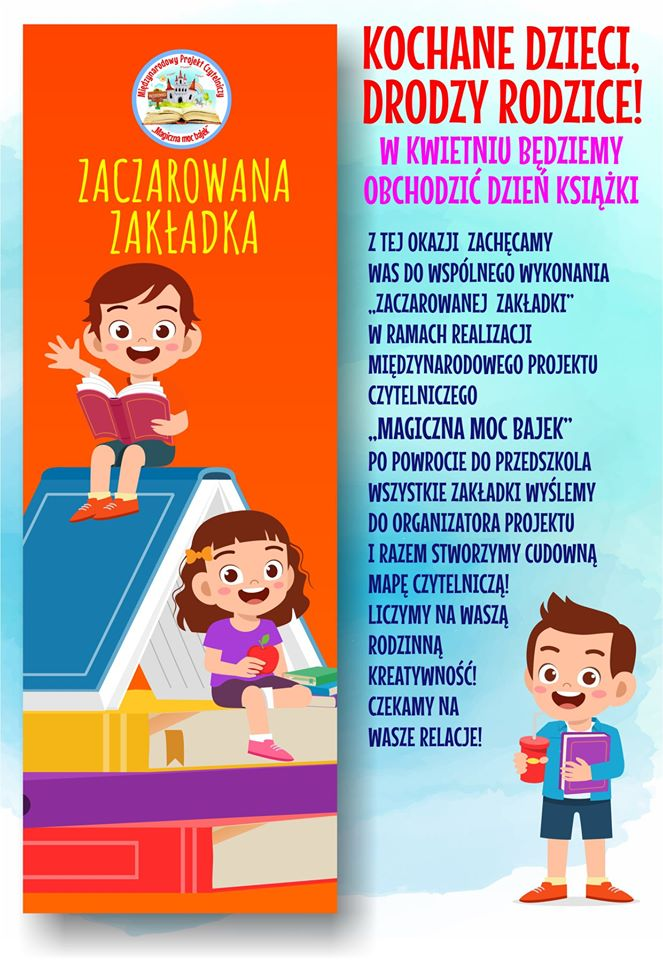 Międzynarodowy Projekt Czytelniczy
„Magiczna moc bajek"
ZACZAROWANA
ZAKŁADKA
KOCHANE DZIECI,
DRODZY RODZICE!
W KWIETNIU BĘDZIEMY
OBCHODZIĆ DZIEŃ KSIĄŻKI
Z TEJ OKAZJI ZACHĘCAMY
WAS DO WSPÓLNEGO WYKONANIA
„ZACZAROWANEJ ZAKŁADKI"
W RAMACH REALIZACJI
MIĘDZYNARODOWEGO PROJEKTU
CZYTELNICZEGO
„MAGICZNA MOC BAJEK"
PO POWROCIE DO PRZEDSZKOLA
WSZYSTKIE ZAKŁADKI WYŚLEMY
DO ORGANIZATORA PROJEKTU
I RAZEM STWORZYMY CUDOWNĄ
MAPĘ CZYTELNICZĄ!
LICZYMY NA WASZĄ
RODZINNĄ
KREATYWNOŚĆ!
CZEKAMY NA
WASZE RELACJE!